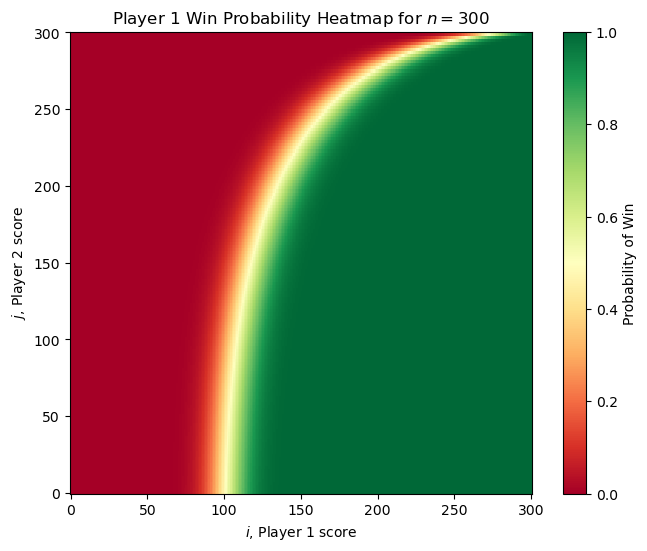 Player 1 Win Probability Heatmap for n = 300
300
250
200
150
100
50
0
j, Player 2 score
0 50 100 150 200 250 300
i, Player 1 score
1.0
0.8
0.6
0.4
0.2
0.0
Probability of Win